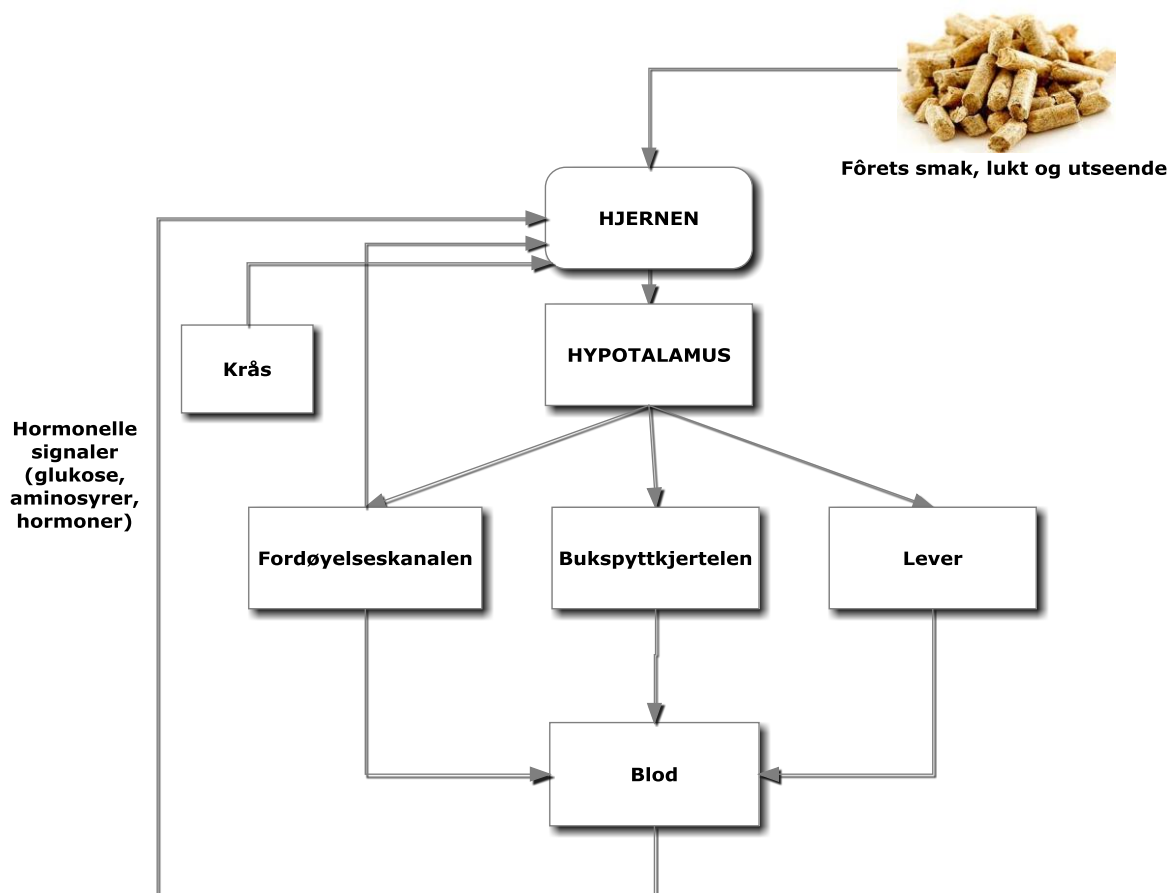 Fôrets smak, lukt og utseende
HJERNEN
HYPOTALAMUS
Krås
Hormonelle
signaler
(glukose,
aminosyrer,
hormoner)
Fordøyelseskanalen
Bukspyttkjertelen
Lever
Blod